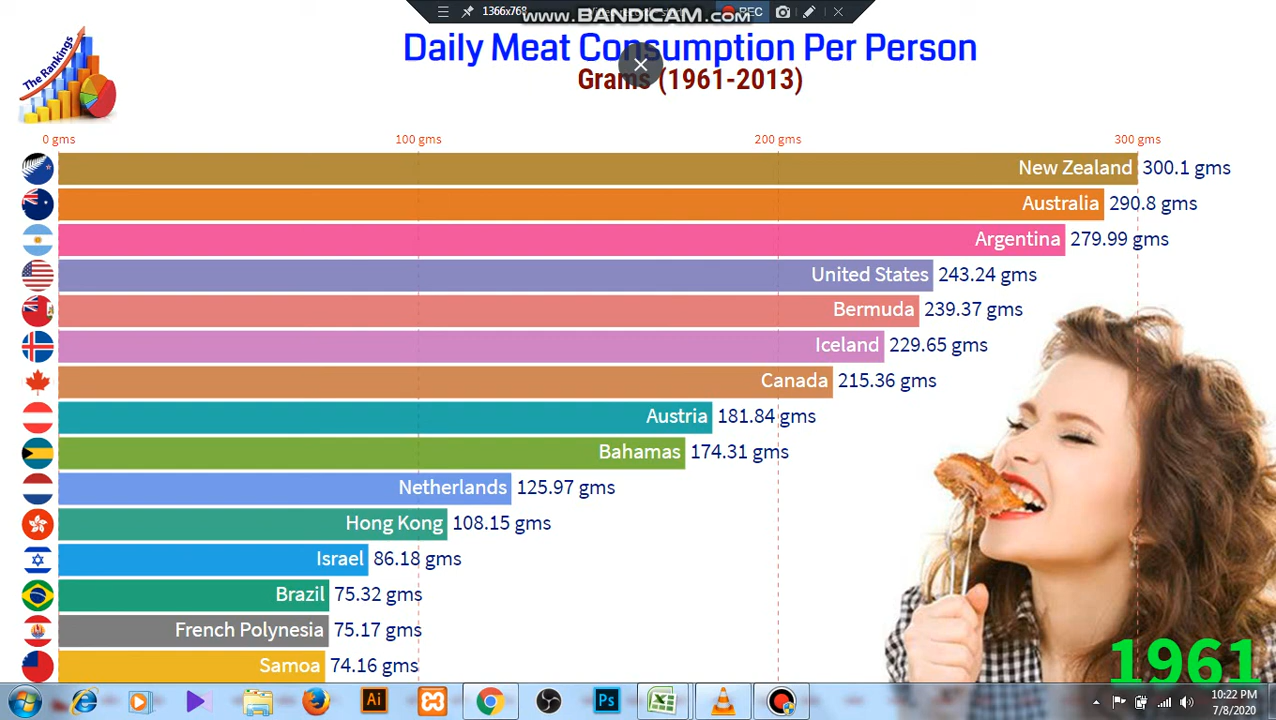 1366x768
www.BANDICAM.com
REC
The Rankings
Daily Meat Consumption Per Person
Grams (1961-2013)
0 gms 100 gms 200 gms 300 gms
New Zealand 300.1 gms
Australia 290.8 gms
Argentina 279.99 gms
United States 243.24 gms
Bermuda 239.37 gms
Iceland 229.65 gms
Canada 215.36 gms
Austria 181.84 gms
Bahamas 174.31 gms
Netherlands 125.97 gms
Hong Kong 108.15 gms
Israel 86.18 gms
Brazil 75.32 gms
French Polynesia 75.17 gms
Samoa 74.16 gms
1961
Ai
Ps
10:22 PM
7/8/2020